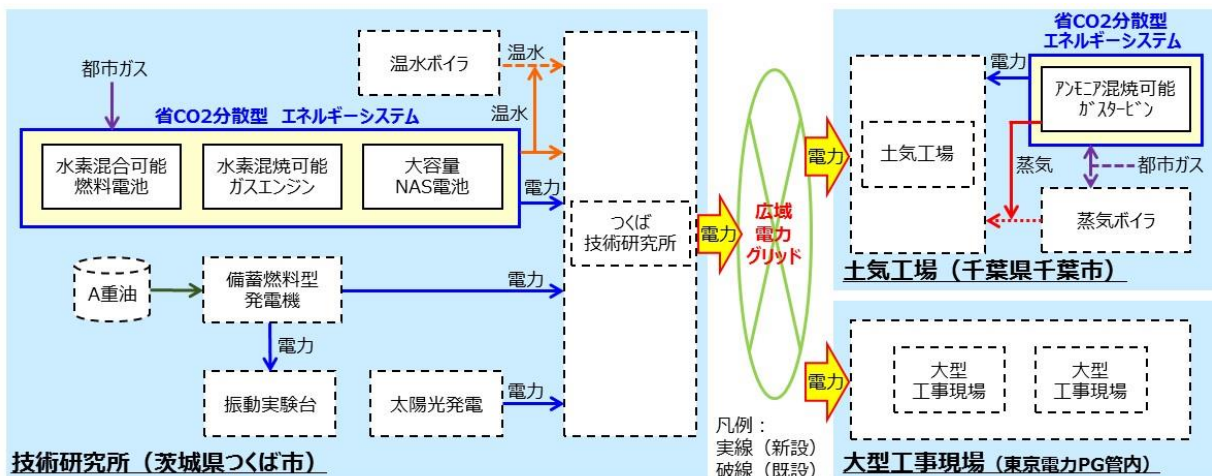 都市ガス
温水ボイラ
温水
温水
省CO2分散型 エネルギーシステム
水素混合可能
燃料電池
水素混焼可能
ガスエンジン
大容量
NAS電池
電力
つくば
技術研究所
A重油
備蓄燃料型
発電機
電力
電力
振動実験台
太陽光発電
電力
技術研究所（茨城県つくば市）
電力
広域
電力
グリッド
電力
電力
凡例：
実線（新設）
破線（既設）
省CO2分散型
エネルギーシステム
電力
アンモニア混焼可能
ガスタービン
土気工場
蒸気
都市ガス
蒸気ボイラ
土気工場（千葉県千葉市）
大型
工事現場
大型
工事現場
大型工事現場（東京電力PG管内）